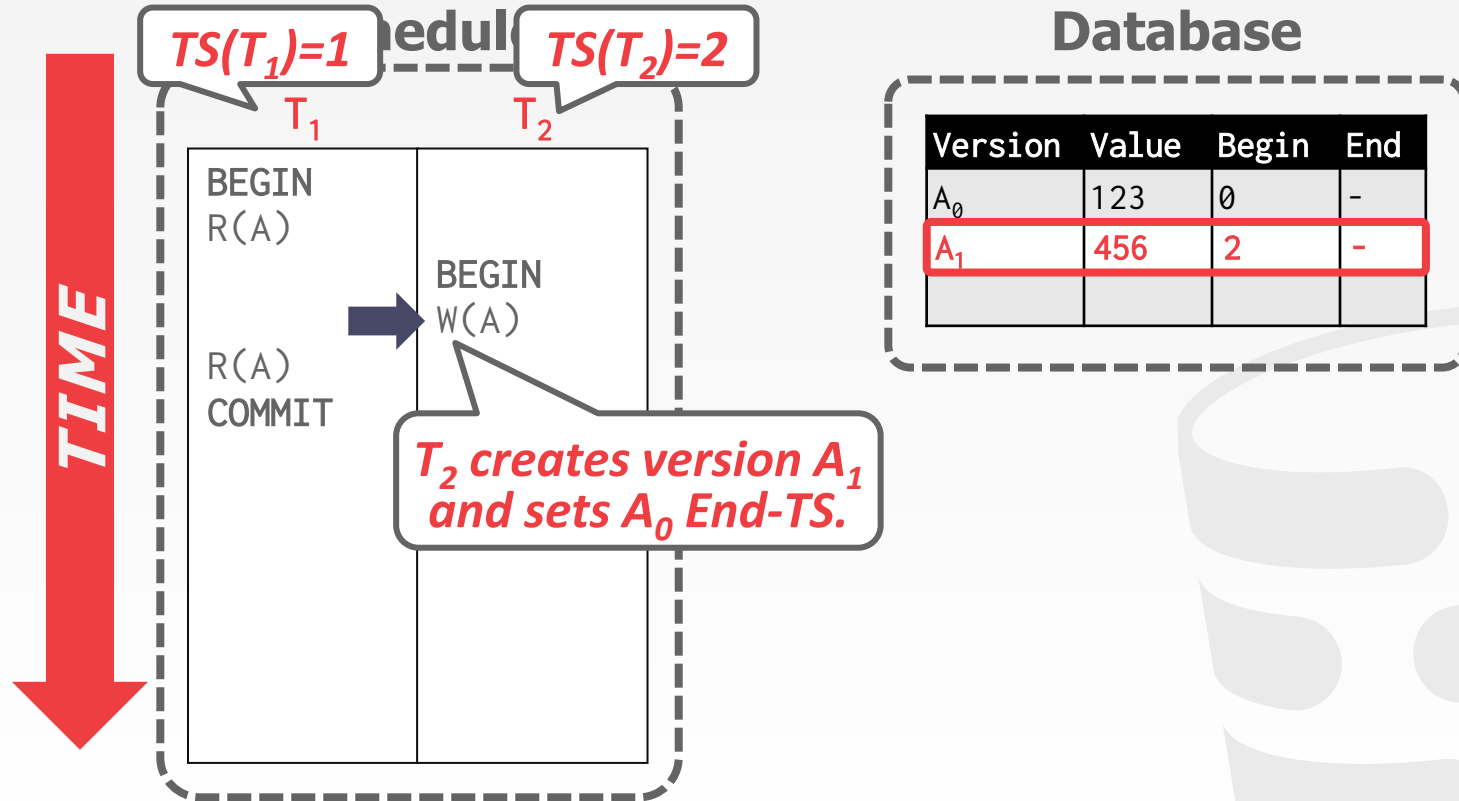 TS(T₁)=1
edul
TS(T₂)=2
Database
T₁
T₂
BEGIN
R(A)
BEGIN
W(A)
R(A)
COMMIT
T₂ creates version A₁
and sets A₀ End-TS.
TIME
Version Value Begin End
A₀ 123 0 -
A₁ 456 2 -